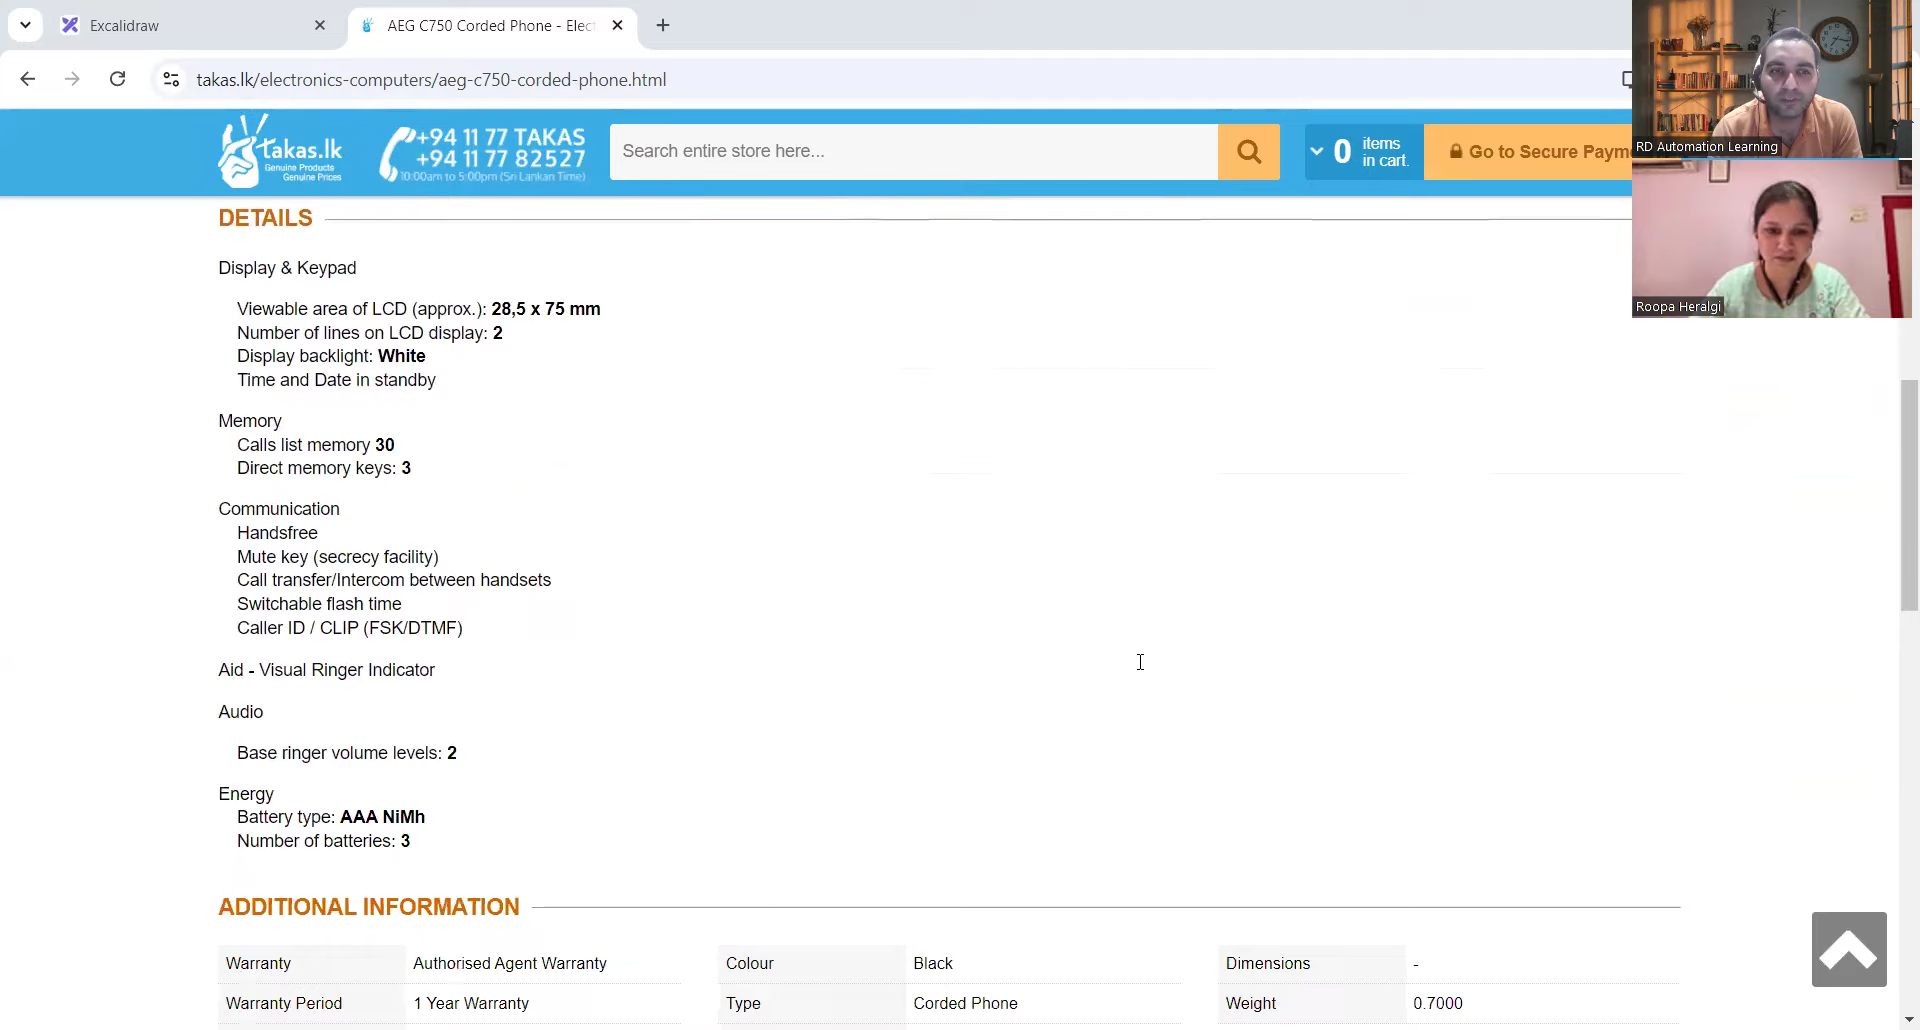 Excalidraw
AEG C750 Corded Phone - Elect
takas.lk/electronics-computers/aeg-c750-corded-phone.html
takas.lk
Genuine Products
Genuine Prices
+94 11 77 TAKAS
+94 11 77 82527
10:00am to 5:00pm (Sri Lankan Time)
Search entire store here...
0 items in cart.
Go to Secure Payme
RD Automation Learning
Roopa Heralgi
DETAILS
Display & Keypad
Viewable area of LCD (approx.): 28,5 x 75 mm
Number of lines on LCD display: 2
Display backlight: White
Time and Date in standby
Memory
Calls list memory 30
Direct memory keys: 3
Communication
Handsfree
Mute key (secrecy facility)
Call transfer/Intercom between handsets
Switchable flash time
Caller ID / CLIP (FSK/DTMF)
Aid - Visual Ringer Indicator
Audio
Base ringer volume levels: 2
Energy
Battery type: AAA NiMh
Number of batteries: 3
ADDITIONAL INFORMATION
Warranty Authorised Agent Warranty Colour Black Dimensions -
Warranty Period 1 Year Warranty Type Corded Phone Weight 0.7000